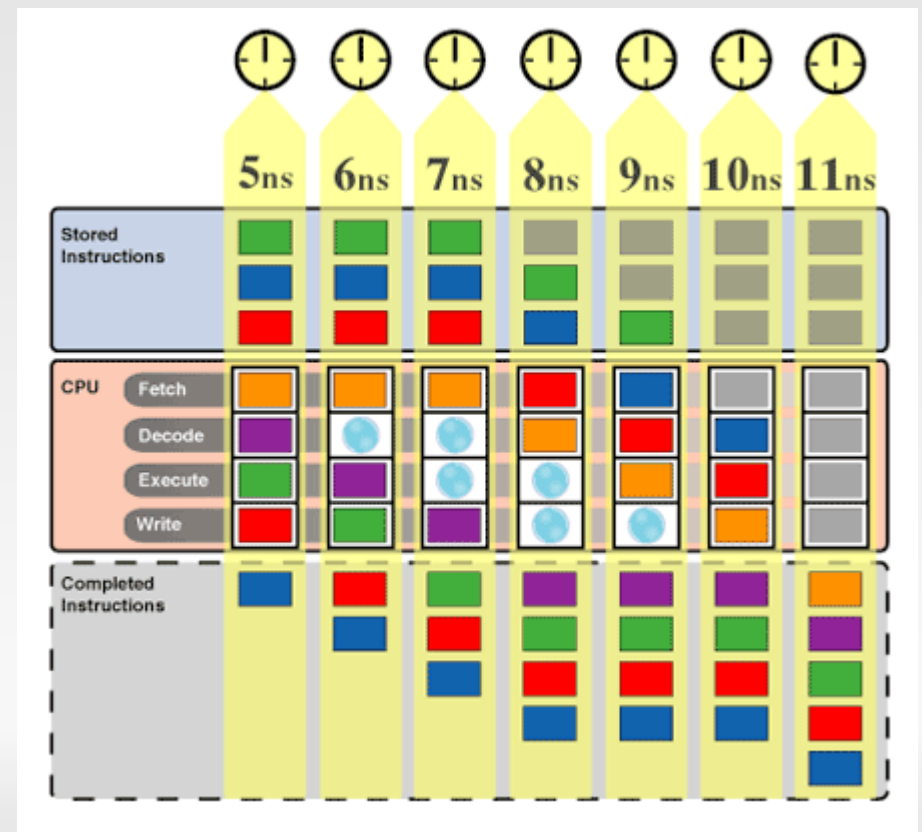 5ns 6ns 7ns 8ns 9ns 10ns 11ns
Stored
Instructions
CPU
Fetch
Decode
Execute
Write
Completed
Instructions